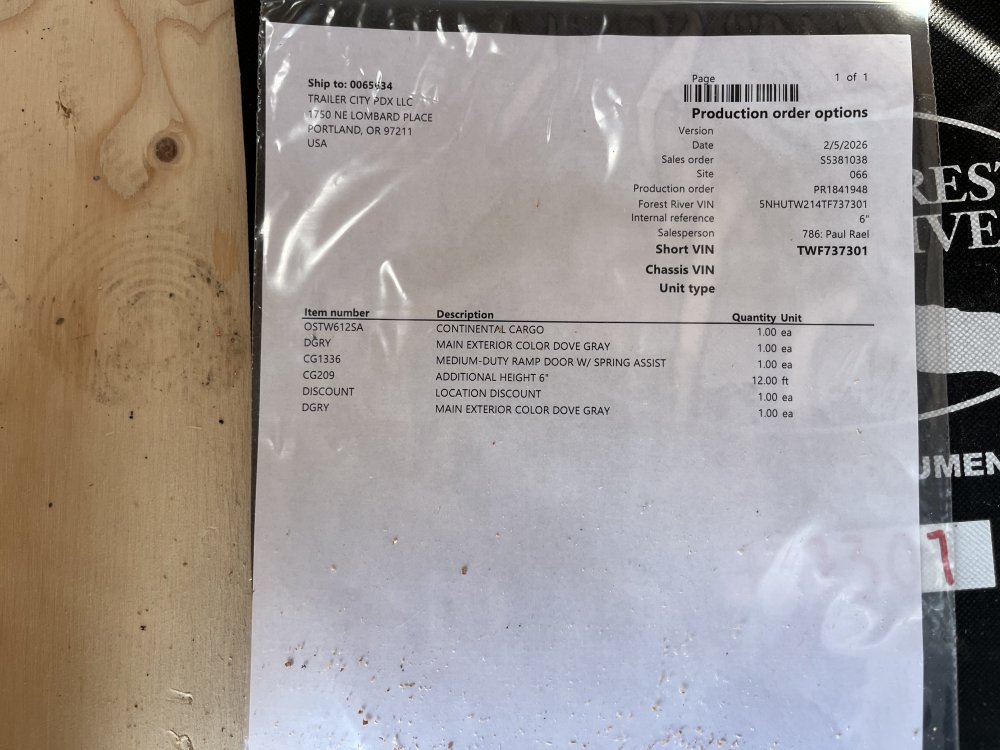 Ship to: 0065634
TRAILER CITY PDX LLC
1750 NE LOMBARD PLACE
PORTLAND, OR 97211
USA
Page 1 of 1
Production order options
Version
Date 2/5/2026
Sales order S5381038
Site 066
Production order PR1841948
Forest River VIN 5NHUTW214TF737301
Internal reference 6"
Salesperson 786: Paul Rael
Short VIN TWF737301
Chassis VIN
Unit type
Item number Description Quantity Unit
OSTW612SA CONTINENTAL CARGO 1.00 ea
DGRY MAIN EXTERIOR COLOR DOVE GRAY 1.00 ea
CG1336 MEDIUM-DUTY RAMP DOOR W/ SPRING ASSIST 1.00 ea
CG209 ADDITIONAL HEIGHT 6" 12.00 ft
DISCOUNT LOCATION DISCOUNT 1.00 ea
DGRY MAIN EXTERIOR COLOR DOVE GRAY 1.00 ea
REST
IVE
UMEN
7301